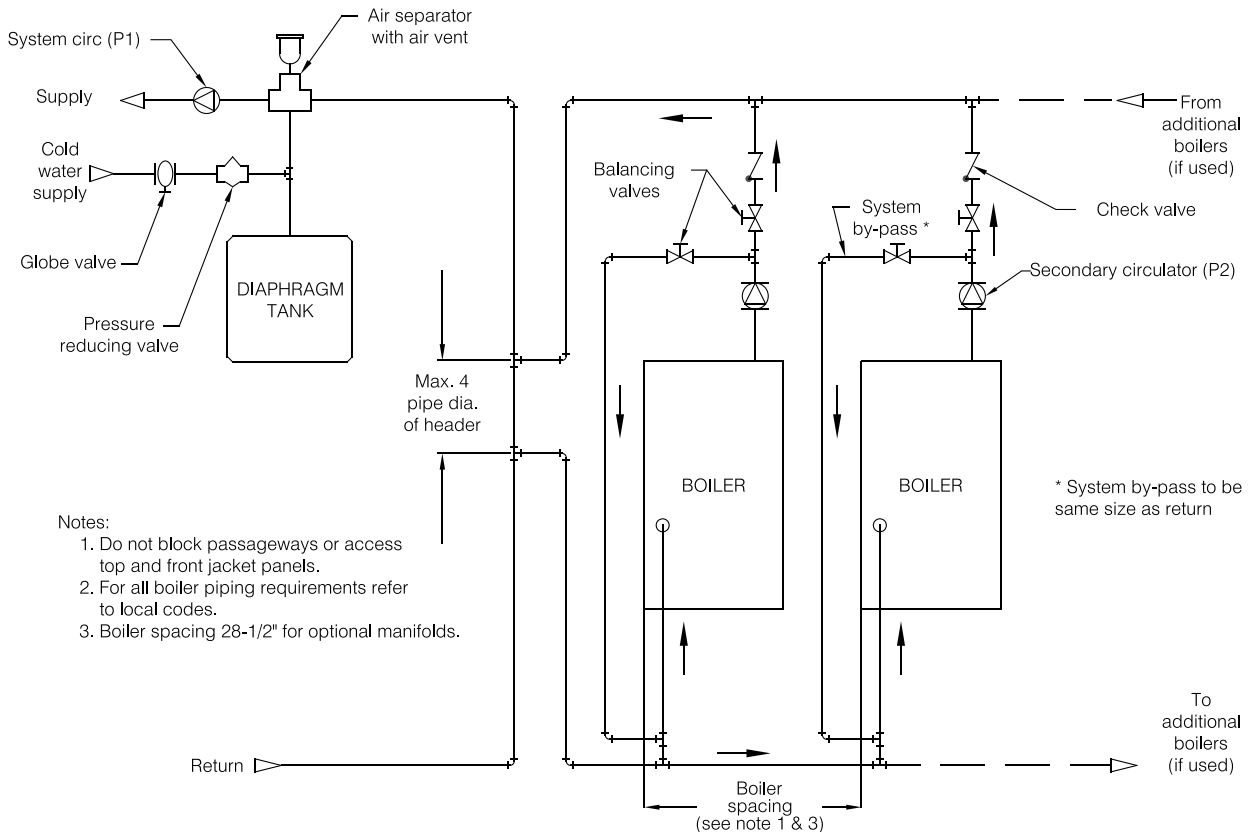 Air separator
with air vent
System circ (P1)
Supply
From
additional
boilers
(if used)
Cold
water
supply
Balancing
valves
System
by-pass *
Check valve
Globe valve
Secondary circulator (P2)
DIAPHRAGM
TANK
Pressure
reducing valve
Max. 4
pipe dia.
of header
BOILER
BOILER
* System by-pass to be
same size as return
Notes:
1. Do not block passageways or access
top and front jacket panels.
2. For all boiler piping requirements refer
to local codes.
3. Boiler spacing 28-1/2" for optional manifolds.
To
additional
boilers
(if used)
Return
Boiler
spacing
(see note 1 & 3)